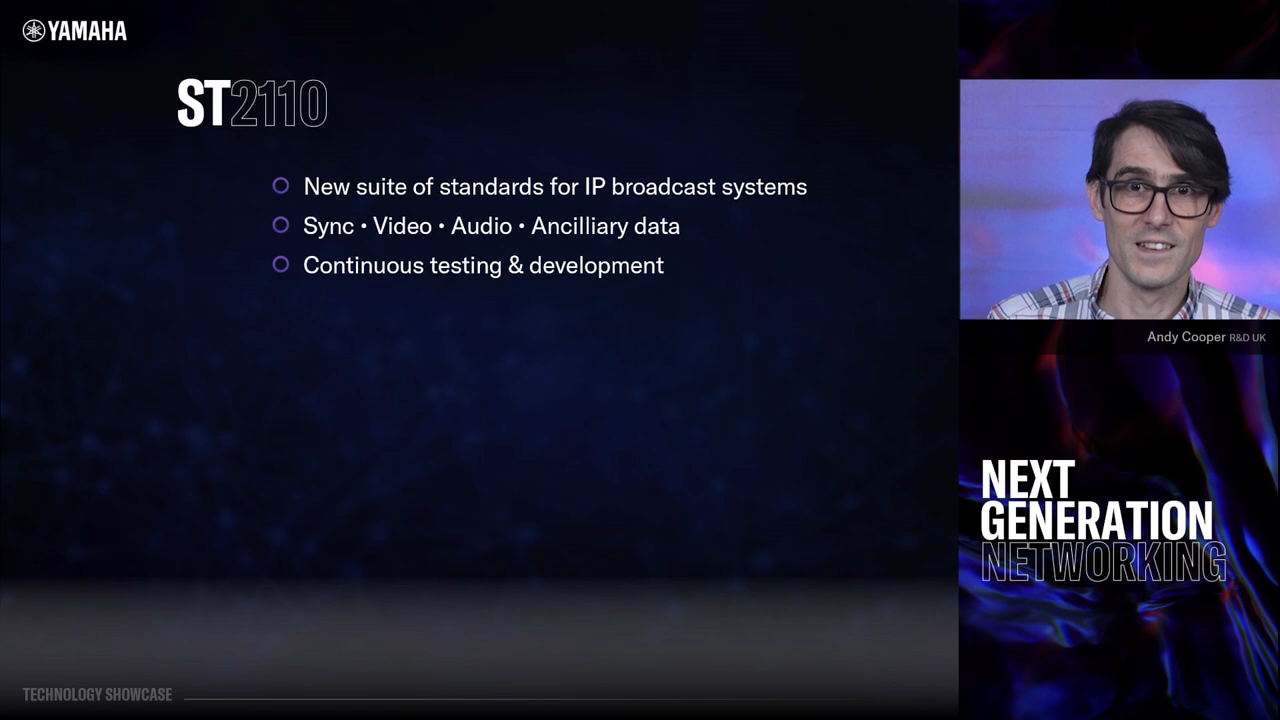 YAMAHA
ST2110
New suite of standards for IP broadcast systems
Sync • Video • Audio • Ancilliary data
Continuous testing & development
Andy Cooper R&D UK
NEXT
GENERATION
NETWORKING
TECHNOLOGY SHOWCASE